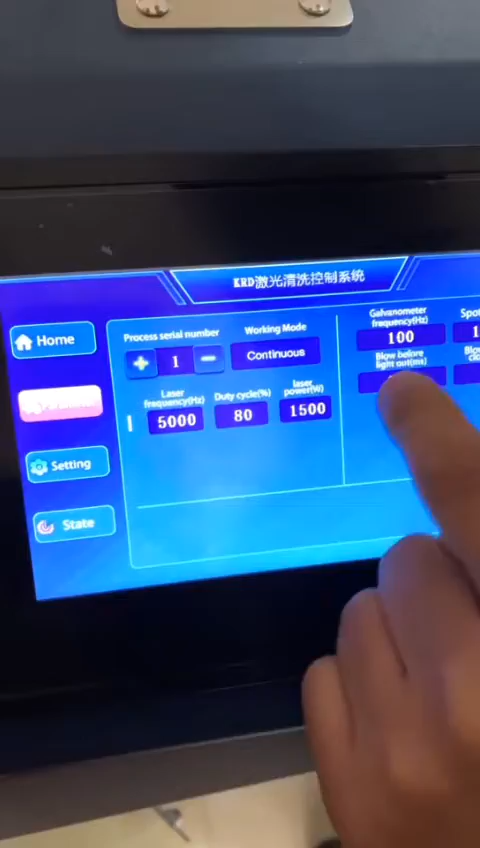 KRD激光清洗控制系统
Home
Process serial number
Working Mode
1
Continuous
Laser frequency(Hz)
Duty cycle(%)
laser power(W)
5000
80
1500
Galvanometer frequency(Hz)
100
Blow before light out(ms)
Setting
State